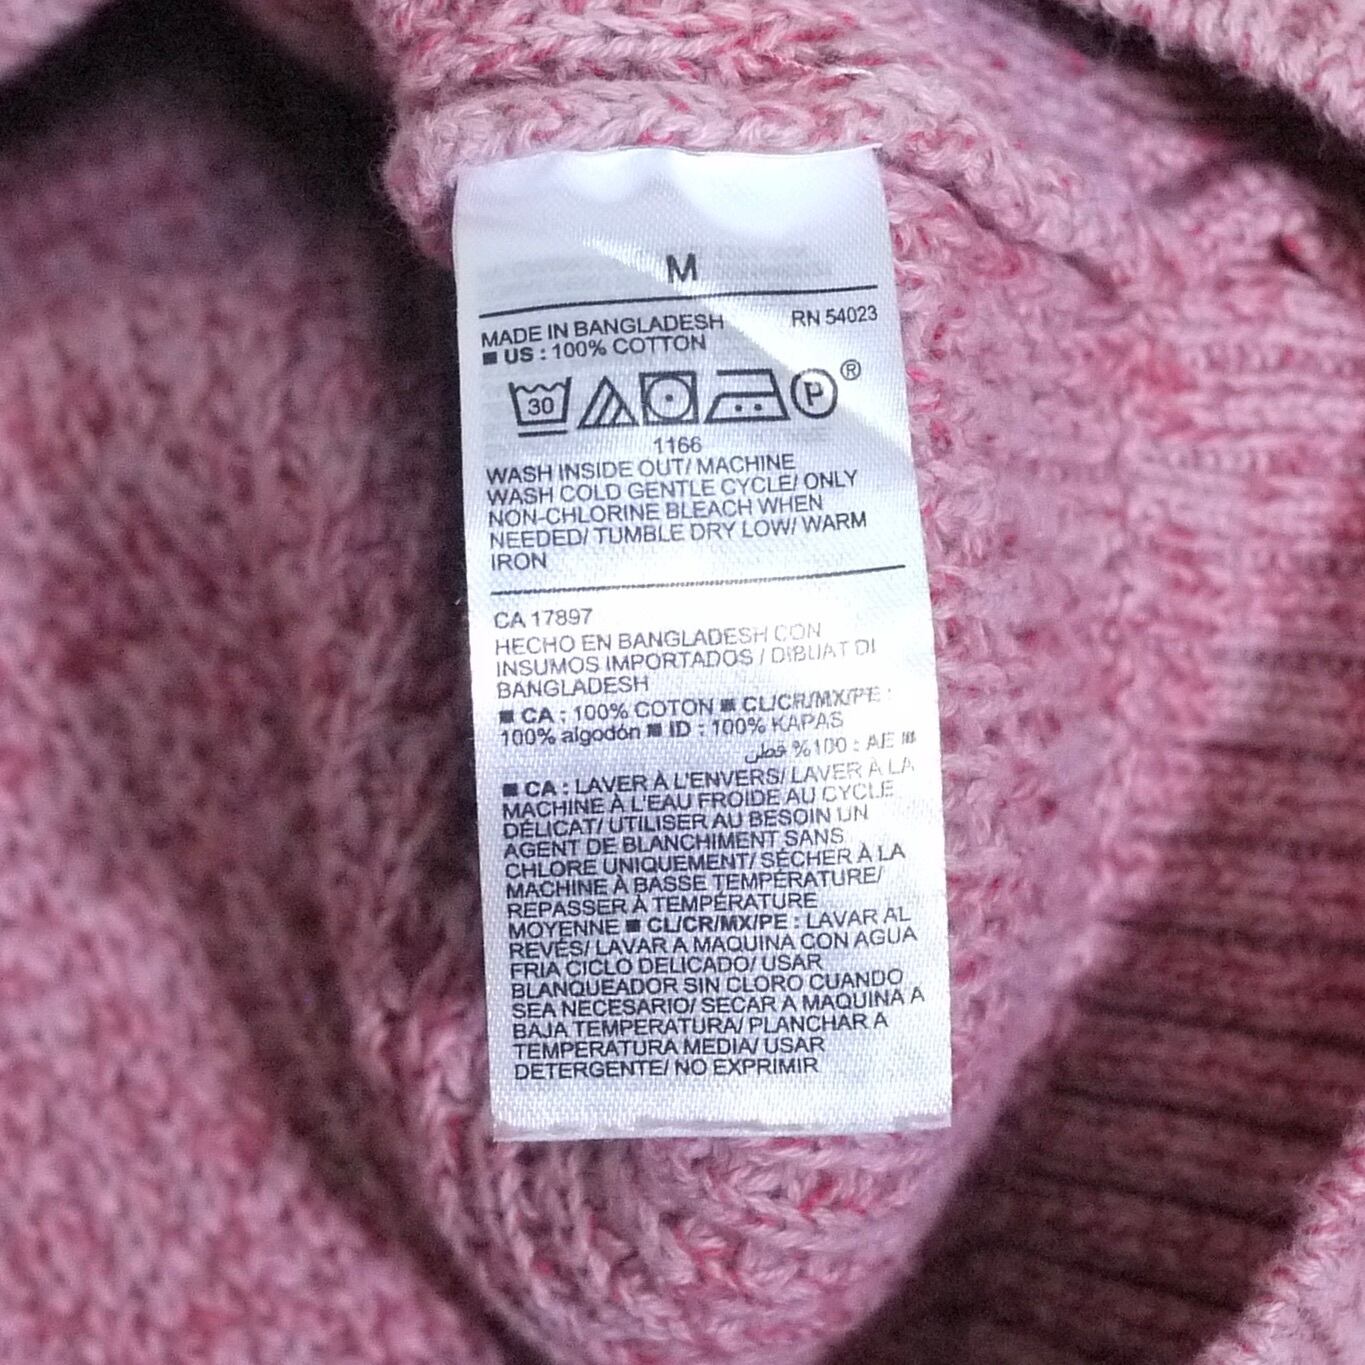 M
MADE IN BANGLADESH RN 54023
■ US : 100% COTTON
30 P ®
1166
WASH INSIDE OUT/ MACHINE
WASH COLD GENTLE CYCLE/ ONLY
NON-CHLORINE BLEACH WHEN
NEEDED/ TUMBLE DRY LOW/ WARM
IRON
CA 17897
HECHO EN BANGLADESH CON
INSUMOS IMPORTADOS / DIBUAT DI
BANGLADESH
■ CA : 100% COTON ■ CL/CR/MX/PE :
100% algodón ■ ID : 100% KAPAS
■ AE : 100% قطن
■ CA : LAVER À L'ENVERS/ LAVER À LA
MACHINE À L'EAU FROIDE AU CYCLE
DÉLICAT/ UTILISER AU BESOIN UN
AGENT DE BLANCHIMENT SANS
CHLORE UNIQUEMENT/ SÉCHER À LA
MACHINE À BASSE TEMPÉRATURE/
REPASSER À TEMPÉRATURE
MOYENNE ■ CL/CR/MX/PE : LAVAR AL
REVÉS/ LAVAR A MAQUINA CON AGUA
FRIA CICLO DELICADO/ USAR
BLANQUEADOR SIN CLORO CUANDO
SEA NECESARIO/ SECAR A MAQUINA A
BAJA TEMPERATURA/ PLANCHAR A
TEMPERATURA MEDIA/ USAR
DETERGENTE/ NO EXPRIMIR